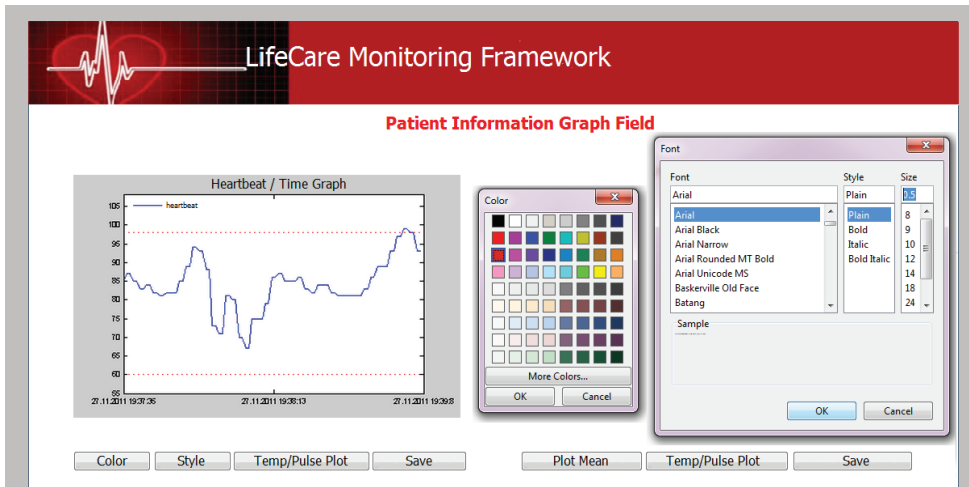 LifeCare Monitoring Framework
Patient Information Graph Field
Heartbeat / Time Graph
heartbeat
105
100
95
90
85
80
75
70
65
60
55
27.11.2011 19:37:35
27.11.2011 19:38:13
Color
More Colors...
OK
Cancel
Font
Font
Style
Size
Arial
Plain
0.5
Arial
Plain
8
Arial Black
Bold
9
Arial Narrow
Italic
10
Arial Rounded MT Bold
Bold Italic
12
Arial Unicode MS
14
Baskerville Old Face
18
Batang
24
Sample
OK
Cancel
Color
Style
Temp/Pulse Plot
Save
Plot Mean
Temp/Pulse Plot
Save